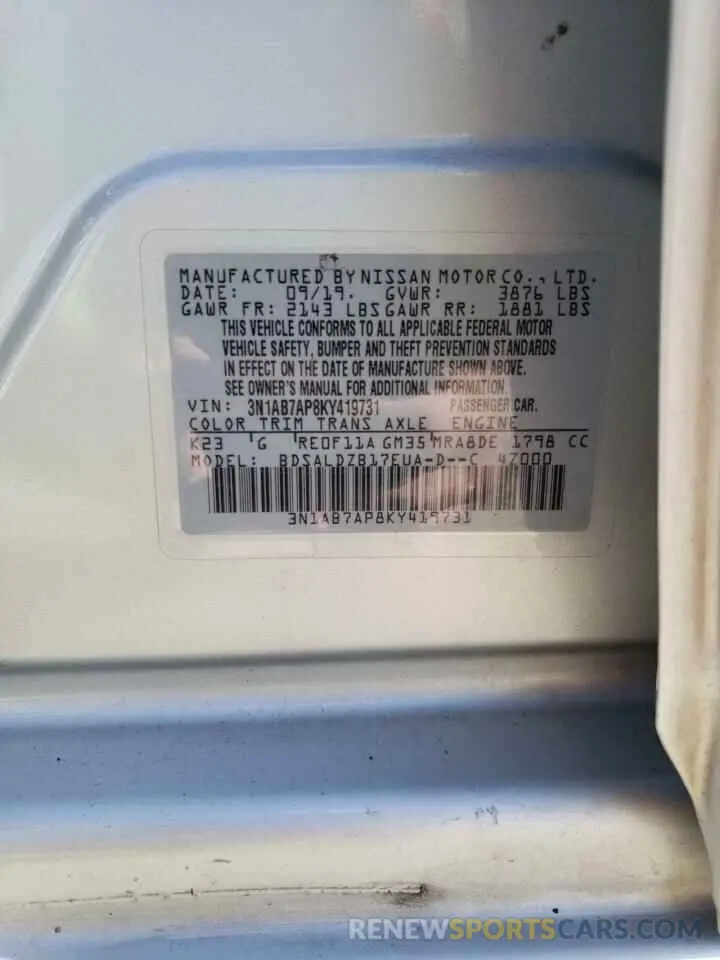 MANUFACTURED BY NISSAN MOTOR CO., LTD.
DATE: 09/19. GVWR: 3876 LBS
GAWR FR: 2143 LBS GAWR RR: 1881 LBS
THIS VEHICLE CONFORMS TO ALL APPLICABLE FEDERAL MOTOR
VEHICLE SAFETY, BUMPER AND THEFT PREVENTION STANDARDS
IN EFFECT ON THE DATE OF MANUFACTURE SHOWN ABOVE.
SEE OWNER'S MANUAL FOR ADDITIONAL INFORMATION.
VIN: 3N1AB7AP8KY419731 PASSENGER CAR.
COLOR TRIM TRANS AXLE ENGINE
K23 G RE0F11A GM35 MRA8DE 1798 CC
MODEL: BDSALDZB17EUA-D--C 47000
3N1AB7AP8KY419731
RENEWSPORTSCARS.COM